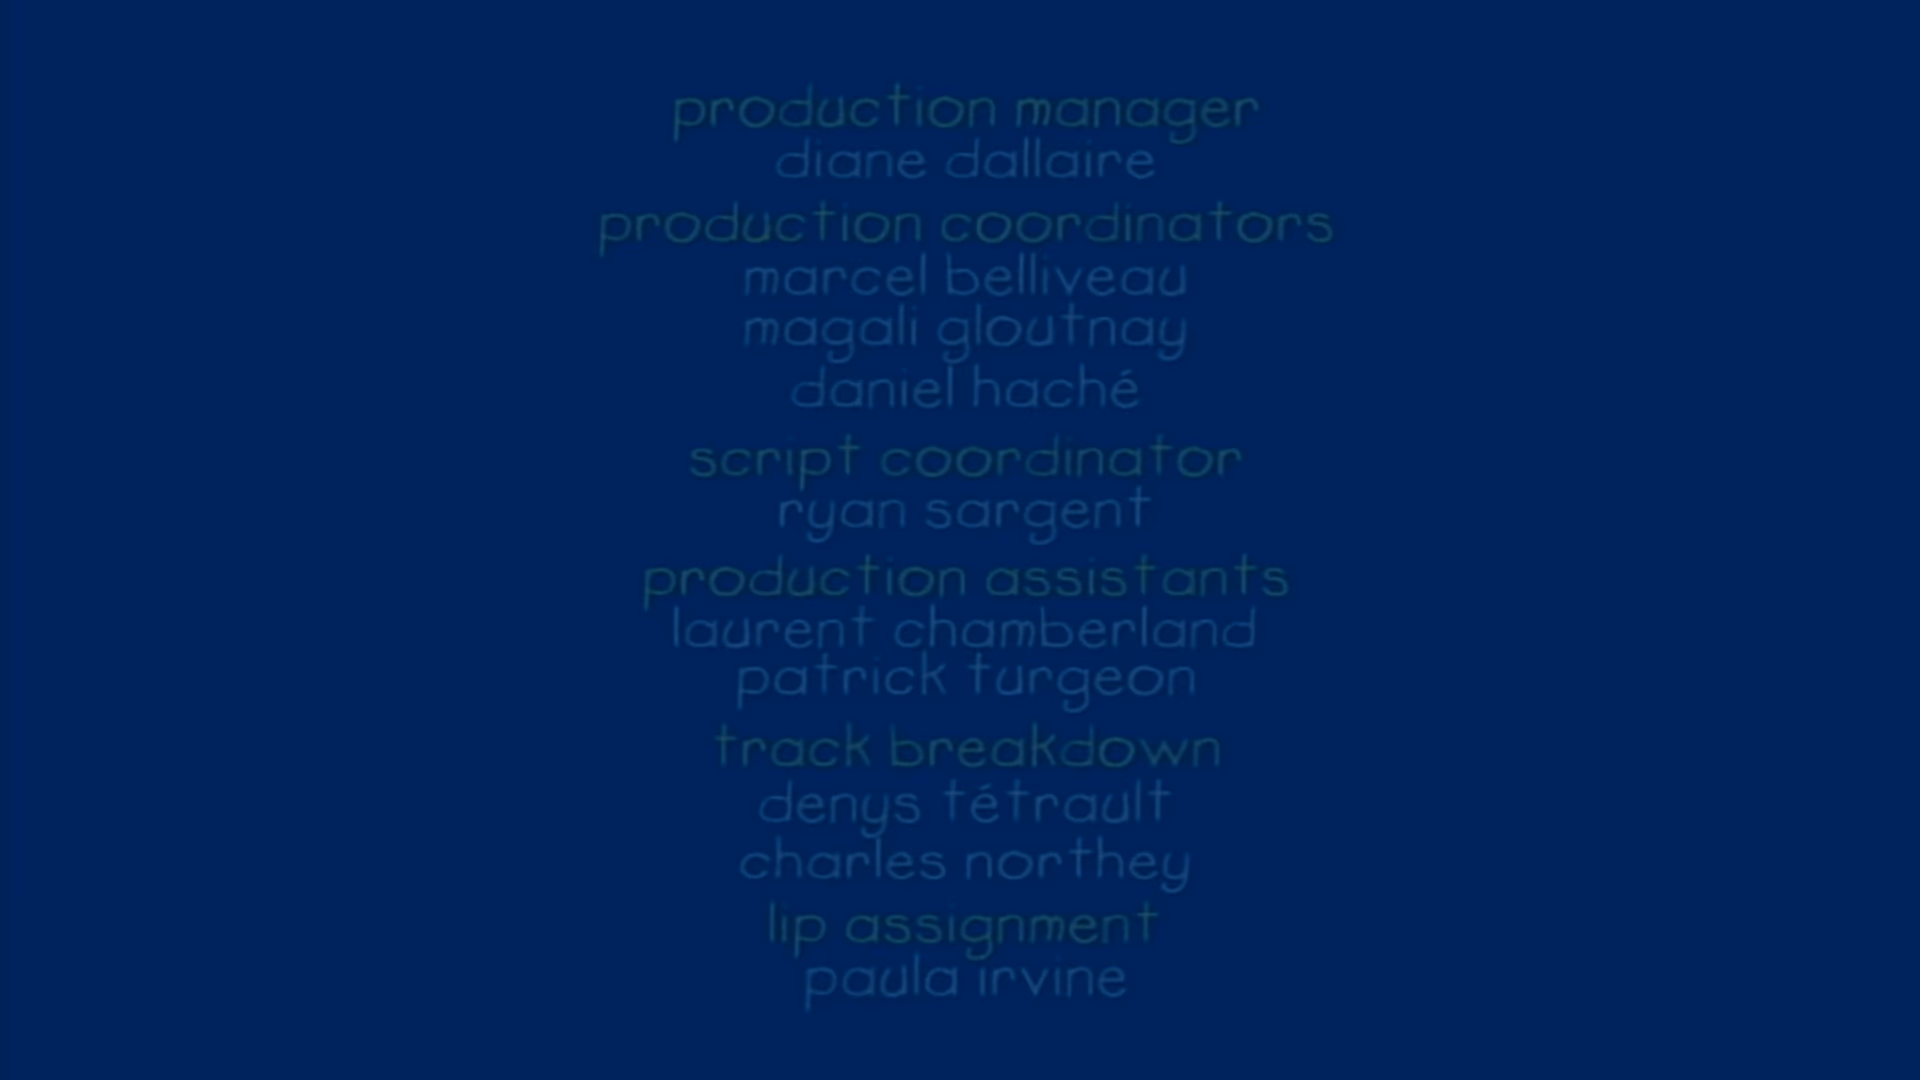 production manager
diane dallaire
production coordinators
marcel belliveau
magali gloutnay
daniel haché
script coordinator
ryan sargent
production assistants
laurent chamberland
patrick turgeon
track breakdown
denys tétrault
charles northey
lip assignment
paula irvine